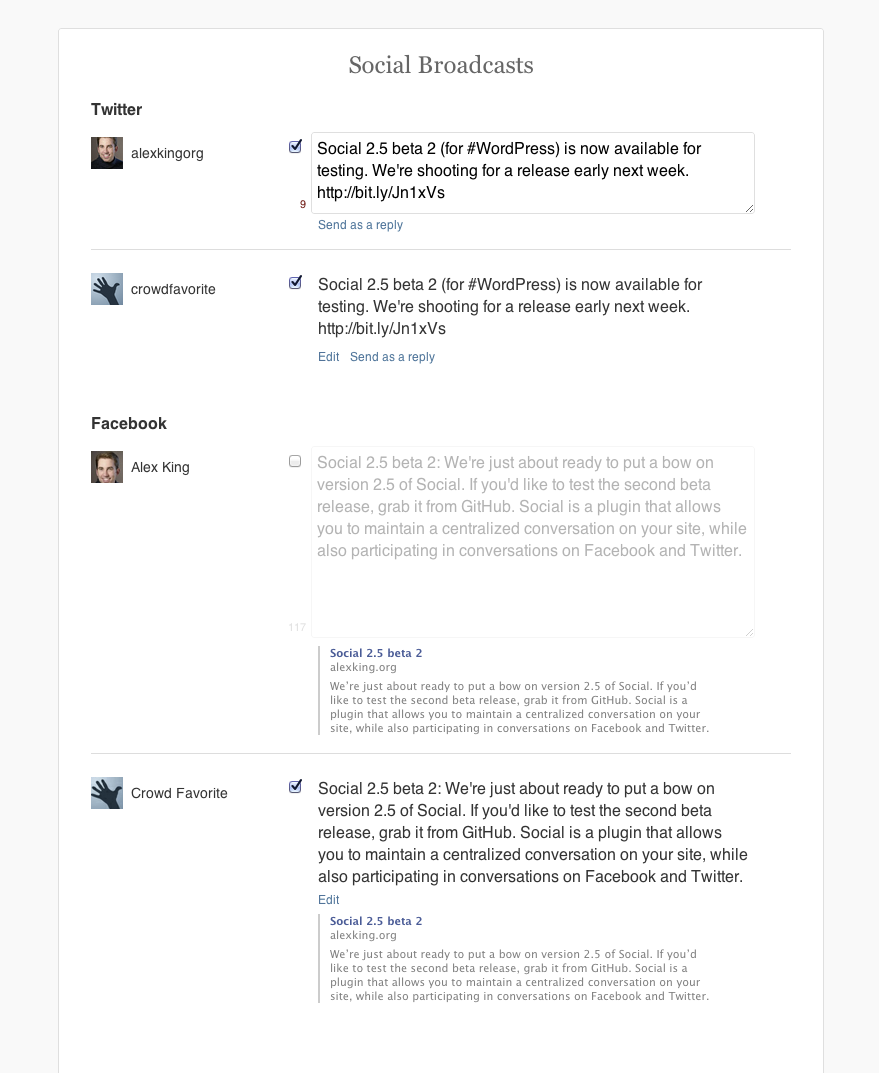 Social Broadcasts
Twitter
alexkingorg
Social 2.5 beta 2 (for #WordPress) is now available for
testing. We're shooting for a release early next week.
http://bit.ly/Jn1xVs
9
Send as a reply
crowdfavorite
Social 2.5 beta 2 (for #WordPress) is now available for
testing. We're shooting for a release early next week.
http://bit.ly/Jn1xVs
Edit Send as a reply
Facebook
Alex King
Social 2.5 beta 2: We're just about ready to put a bow on
version 2.5 of Social. If you'd like to test the second beta
release, grab it from GitHub. Social is a plugin that allows
you to maintain a centralized conversation on your site, while
also participating in conversations on Facebook and Twitter.
117
Social 2.5 beta 2
alexking.org
We're just about ready to put a bow on version 2.5 of Social. If you'd
like to test the second beta release, grab it from GitHub. Social is a
plugin that allows you to maintain a centralized conversation on your
site, while also participating in conversations on Facebook and Twitter.
Crowd Favorite
Social 2.5 beta 2: We're just about ready to put a bow on
version 2.5 of Social. If you'd like to test the second beta
release, grab it from GitHub. Social is a plugin that allows
you to maintain a centralized conversation on your site, while
also participating in conversations on Facebook and Twitter.
Edit
Social 2.5 beta 2
alexking.org
We're just about ready to put a bow on version 2.5 of Social. If you'd
like to test the second beta release, grab it from GitHub. Social is a
plugin that allows you to maintain a centralized conversation on your
site, while also participating in conversations on Facebook and Twitter.